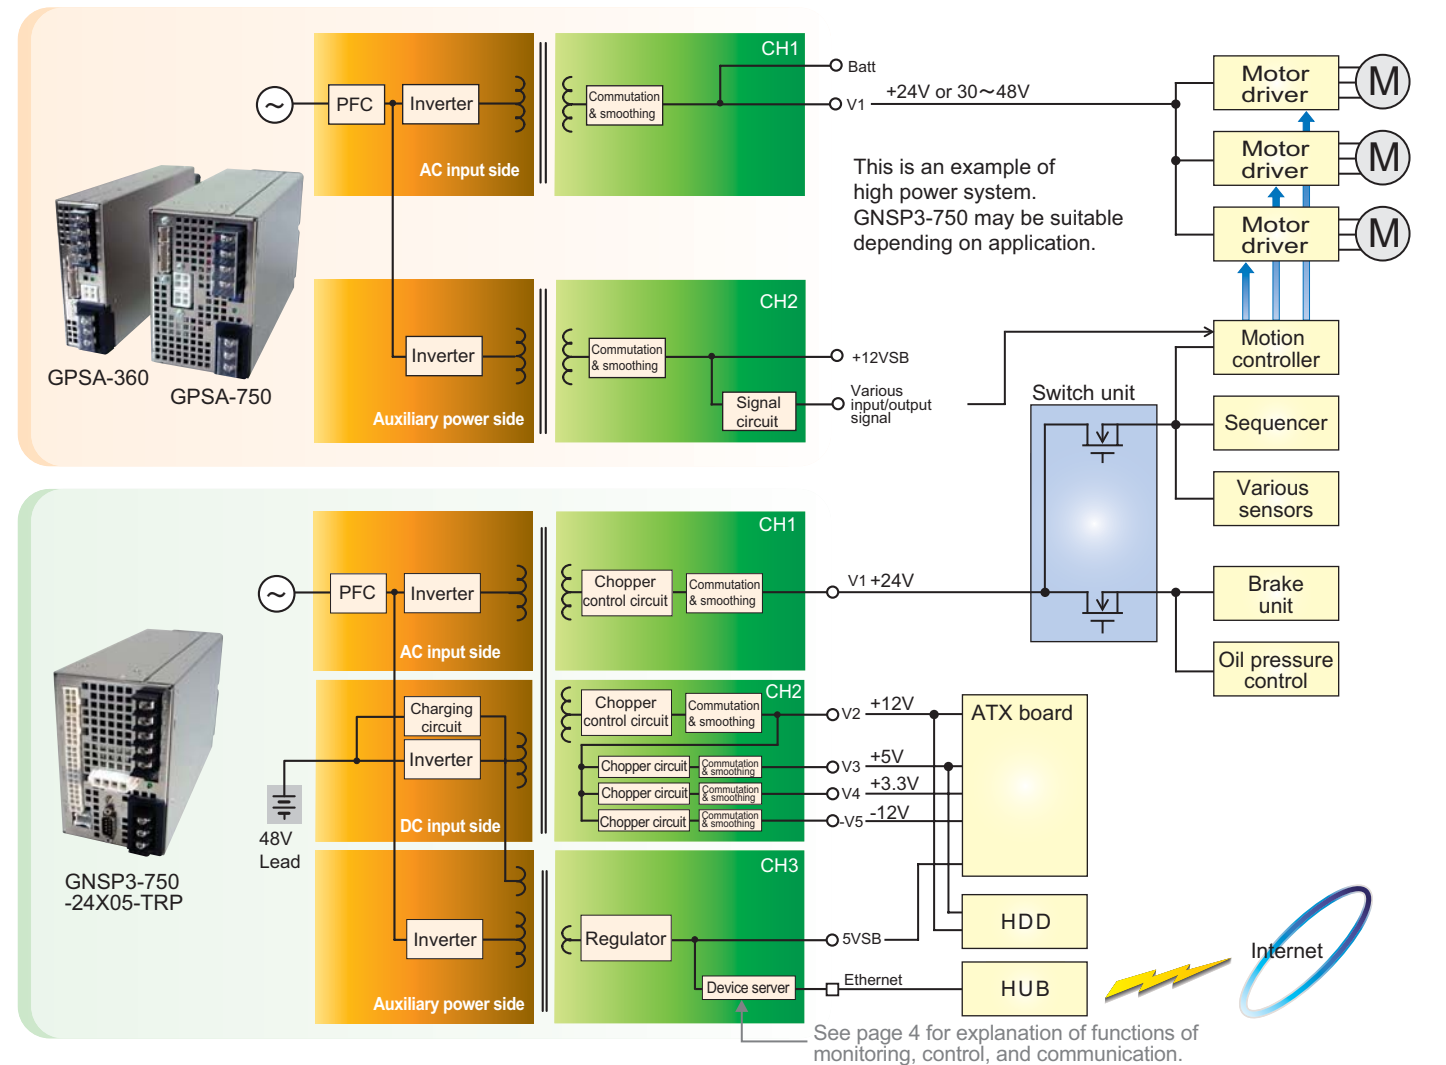 CH1
PFC
Inverter
AC input side
Commutation
& smoothing
Batt
V1
+24V or 30～48V
Motor
driver
M
Motor
driver
M
Motor
driver
M
This is an example of
high power system.
GNSP3-750 may be suitable
depending on application.
GPSA-360
GPSA-750
CH2
Inverter
Auxiliary power side
Commutation
& smoothing
Signal
circuit
+12VSB
Various
input/output
signal
Motion
controller
Switch unit
Sequencer
Various
sensors
CH1
PFC
Inverter
AC input side
Chopper
control circuit
Commutation
& smoothing
V1 +24V
Brake
unit
Oil pressure
control
CH2
Charging
circuit
Inverter
DC input side
48V
Lead
Chopper
control circuit
Commutation
& smoothing
Chopper circuit
Commutation
& smoothing
Chopper circuit
Commutation
& smoothing
Chopper circuit
Commutation
& smoothing
V2 +12V
V3 +5V
V4 +3.3V
-V5 -12V
ATX board
GNSP3-750
-24X05-TRP
CH3
Inverter
Auxiliary power side
Regulator
Device server
5VSB
Ethernet
HDD
HUB
Internet
See page 4 for explanation of functions of
monitoring, control, and communication.